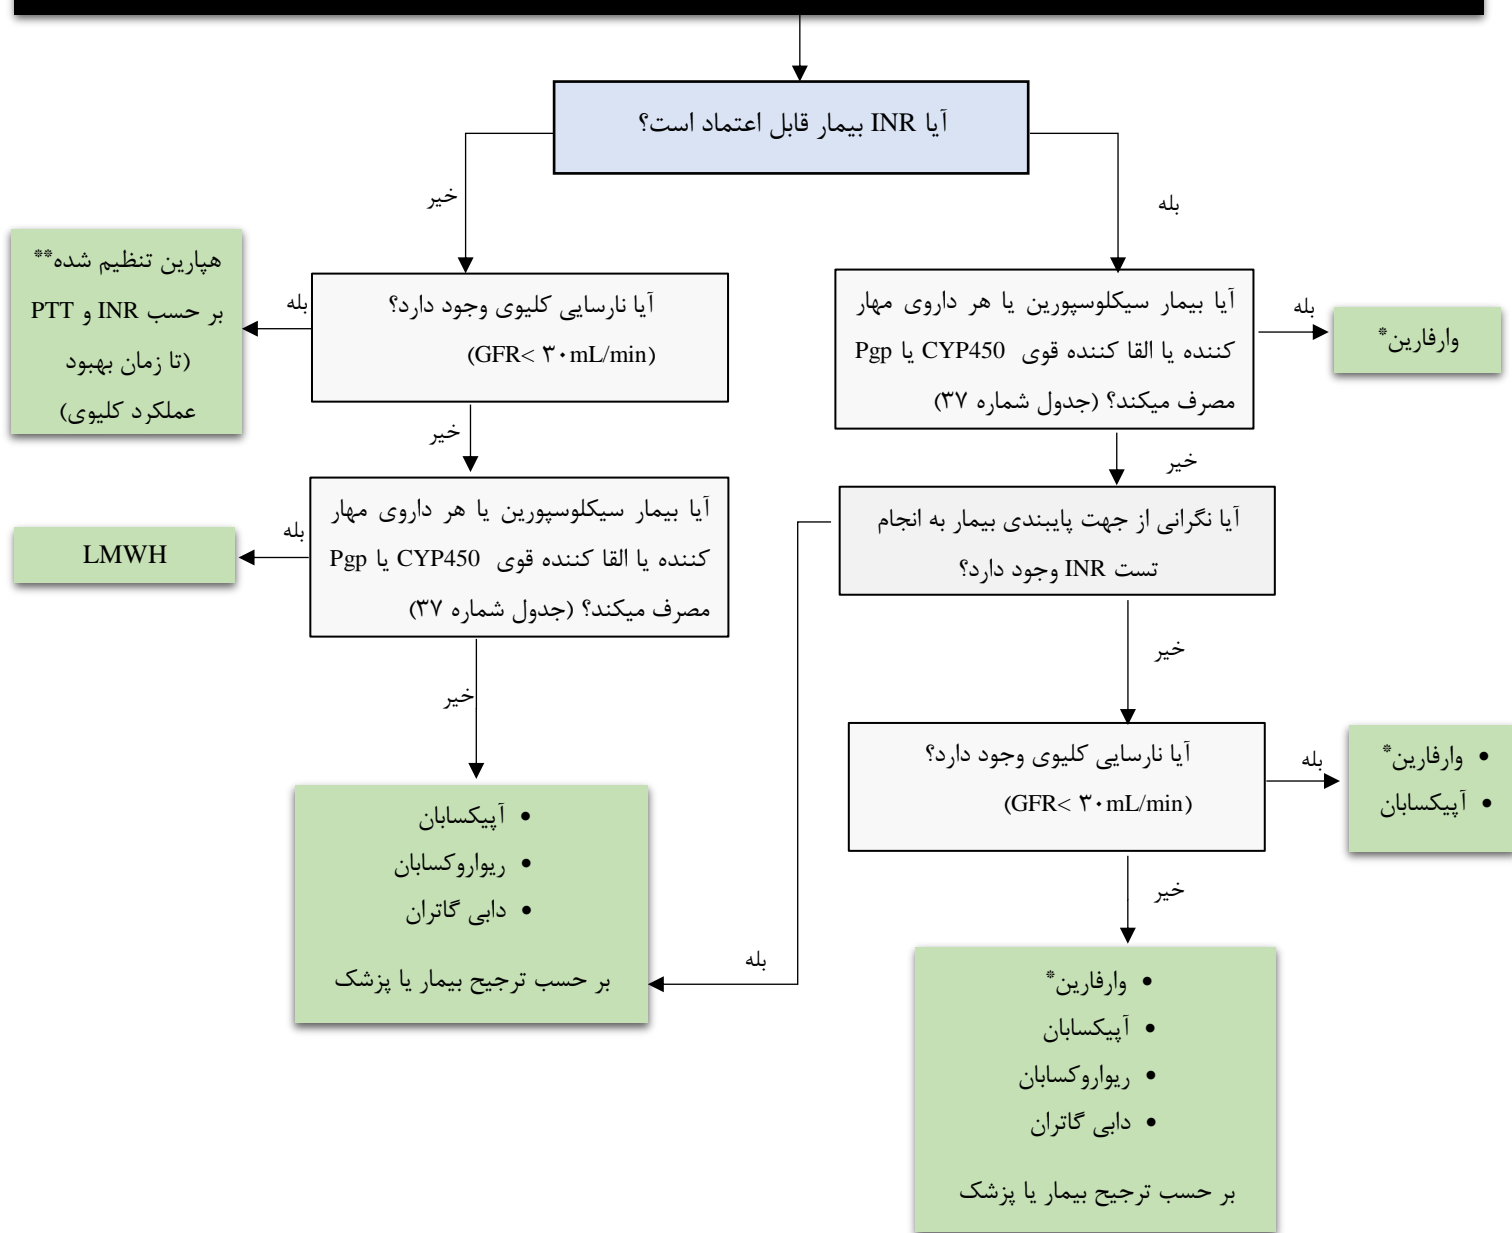 آیا INR بیمار قابل اعتماد است؟
بله
خیر
آیا بیمار سیکلوسپورین یا هر داروی مهار
کننده یا القا کننده قوی CYP450 یا Pgp
مصرف میکند؟ (جدول شماره ۳۷)
بله
وارفارین*
خیر
آیا نگرانی از جهت پایبندی بیمار به انجام
تست INR وجود دارد؟
خیر
بله
آیا نارسایی کلیوی وجود دارد؟
(GFR< ۳۰mL/min)
بله
• وارفارین*
• آپیکسابان
خیر
• وارفارین*
• آپیکسابان
• ریواروکسابان
• دابی گاتران
بر حسب ترجیح بیمار یا پزشک
آیا نارسایی کلیوی وجود دارد؟
(GFR< ۳۰mL/min)
بله
هپارین تنظیم شده**
بر حسب INR و PTT
(تا زمان بهبود
عملکرد کلیوی)
خیر
آیا بیمار سیکلوسپورین یا هر داروی مهار
کننده یا القا کننده قوی CYP450 یا Pgp
مصرف میکند؟ (جدول شماره ۳۷)
بله
LMWH
خیر
• آپیکسابان
• ریواروکسابان
• دابی گاتران
بر حسب ترجیح بیمار یا پزشک